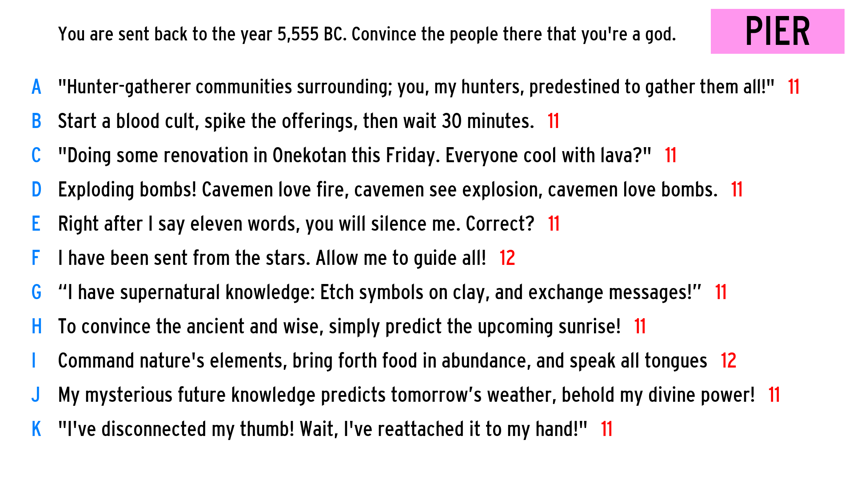 You are sent back to the year 5,555 BC. Convince the people there that you're a god.
PIER
A "Hunter-gatherer communities surrounding; you, my hunters, predestined to gather them all!" 11
B Start a blood cult, spike the offerings, then wait 30 minutes. 11
C "Doing some renovation in Onekotan this Friday. Everyone cool with lava?" 11
D Exploding bombs! Cavemen love fire, cavemen see explosion, cavemen love bombs. 11
E Right after I say eleven words, you will silence me. Correct? 11
F I have been sent from the stars. Allow me to guide all! 12
G “I have supernatural knowledge: Etch symbols on clay, and exchange messages!” 11
H To convince the ancient and wise, simply predict the upcoming sunrise! 11
I Command nature's elements, bring forth food in abundance, and speak all tongues 12
J My mysterious future knowledge predicts tomorrow’s weather, behold my divine power! 11
K "I've disconnected my thumb! Wait, I've reattached it to my hand!" 11